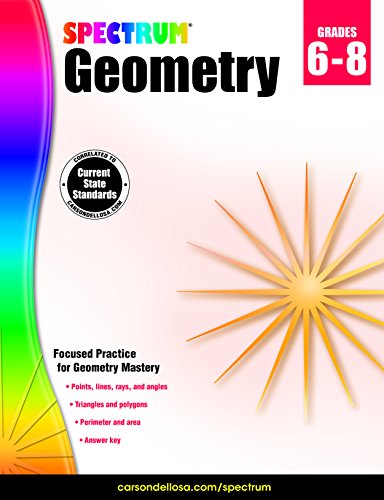 SPECTRUM®
Geometry
GRADES
6-8
CORRELATED TO
Current
State
Standards
CARSONDELLOSA.COM
Focused Practice
for Geometry Mastery
• Points, lines, rays, and angles
• Triangles and polygons
• Perimeter and area
• Answer key
carsondellosa.com/spectrum